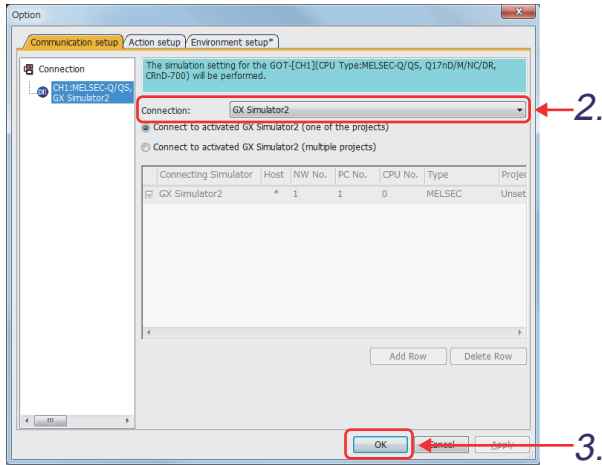 Option
Communication setup Action setup Environment setup*
Connection
CH1:MELSEC-Q/QS,
GX Simulator2
The simulation setting for the GOT-[CH1](CPU Type:MELSEC-Q/QS, Q17nD/M/NC/DR,
CRnD-700) will be performed.
Connection: GX Simulator2
2.
Connect to activated GX Simulator2 (one of the projects)
Connect to activated GX Simulator2 (multiple projects)
Connecting Simulator Host NW No. PC No. CPU No. Type Projec
GX Simulator2 * 1 1 0 MELSEC Unset
Add Row Delete Row
OK Cancel Apply
3.